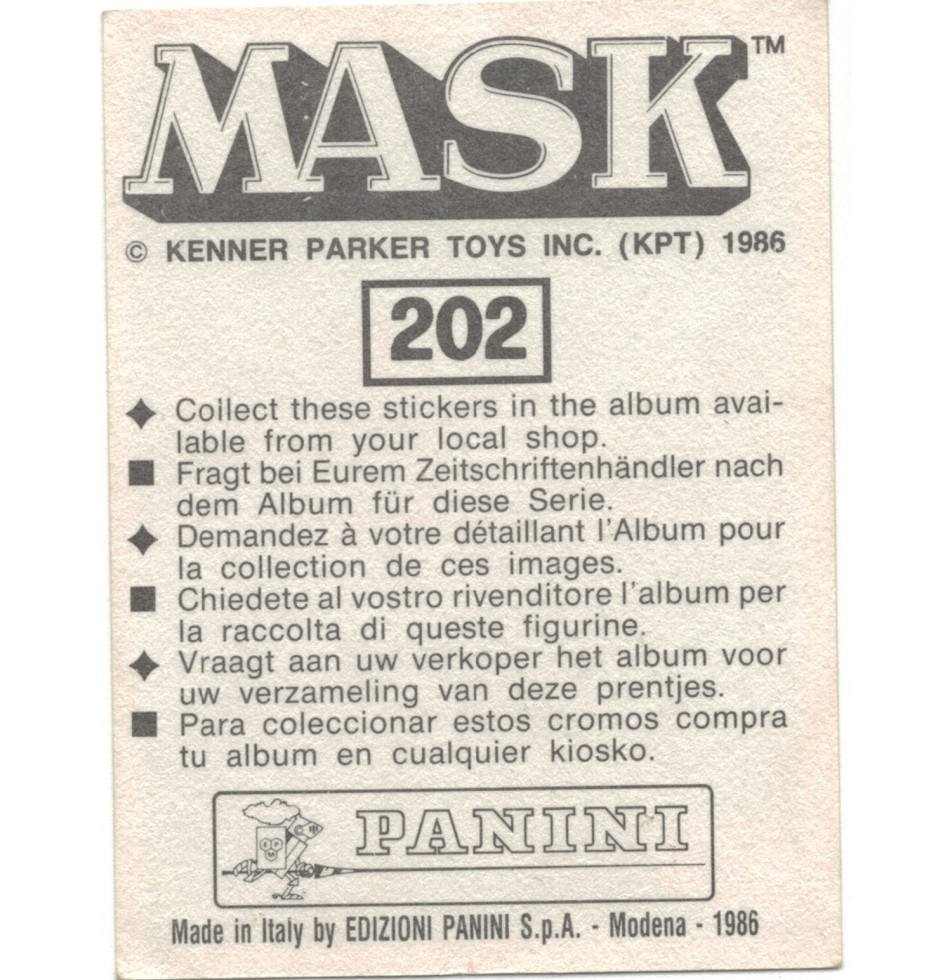 MASK™
© KENNER PARKER TOYS INC. (KPT) 1986
202
Collect these stickers in the album avai-
lable from your local shop.
Fragt bei Eurem Zeitschriftenhändler nach
dem Album für diese Serie.
Demandez à votre détaillant l'Album pour
la collection de ces images.
Chiedete al vostro rivenditore l'album per
la raccolta di queste figurine.
Vraagt aan uw verkoper het album voor
uw verzameling van deze prentjes.
Para coleccionar estos cromos compra
tu album en cualquier kiosko.
PANINI
Made in Italy by EDIZIONI PANINI S.p.A. - Modena - 1986